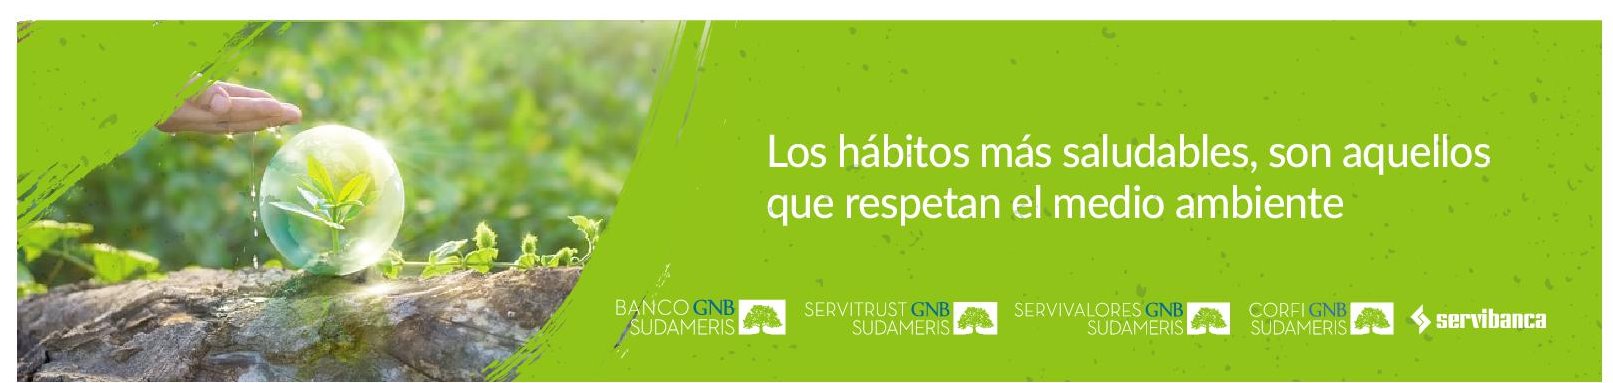 Los hábitos más saludables, son aquellos
que respetan el medio ambiente
BANCO GNB
SUDAMERIS
SERVITRUST GNB
SUDAMERIS
SERVIVALORES GNB
SUDAMERIS
CORFI GNB
SUDAMERIS
servibanca